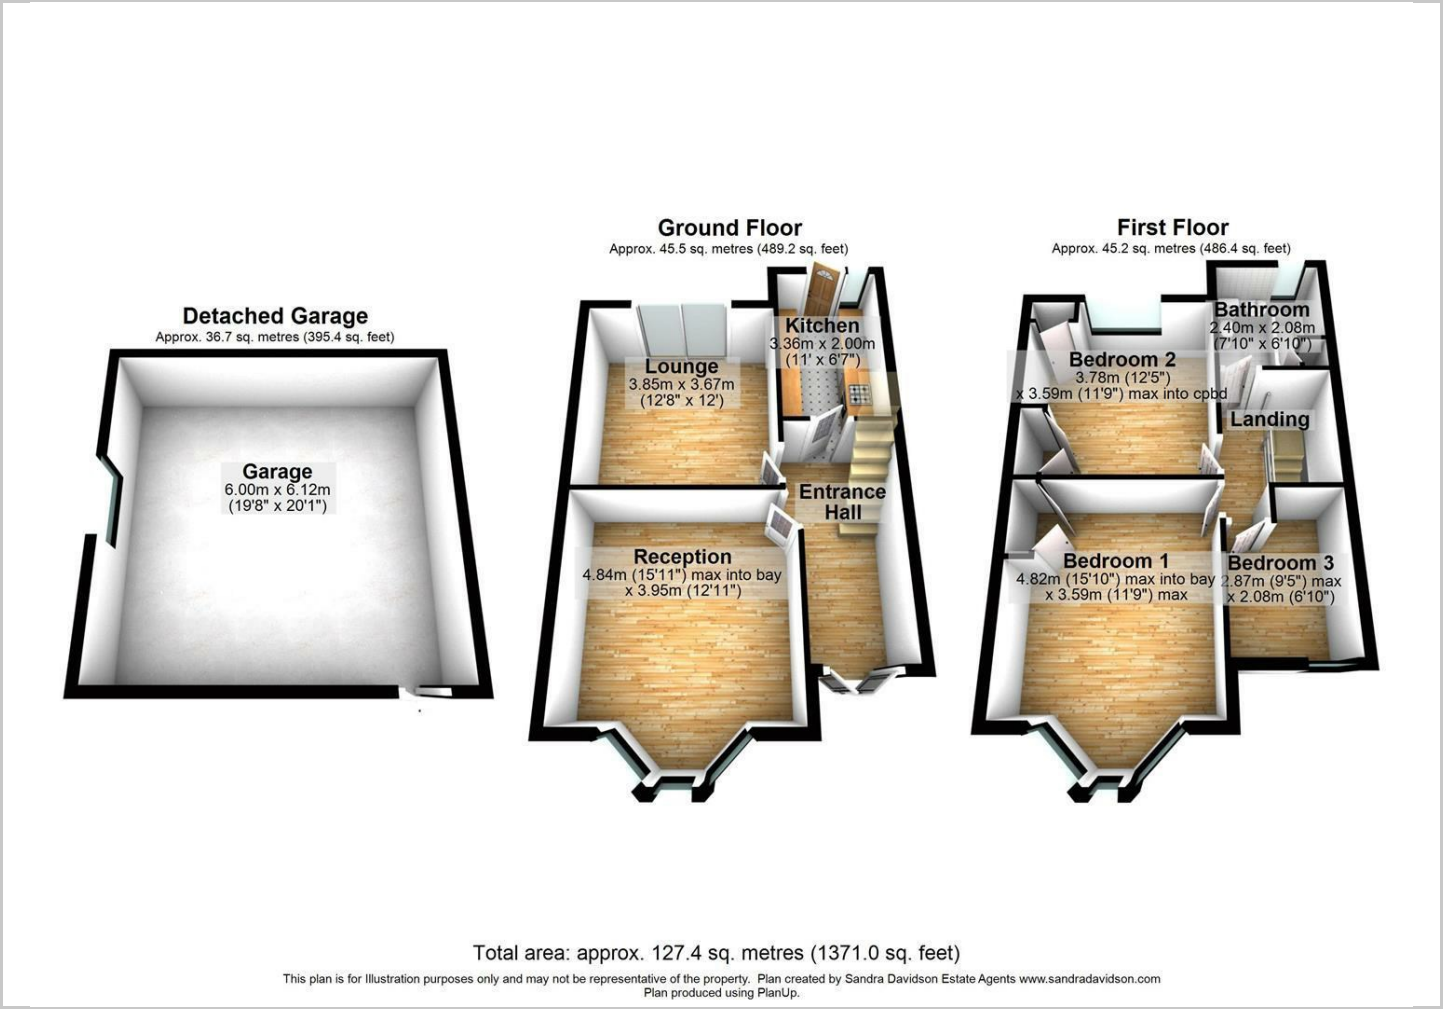 Detached Garage
Approx. 36.7 sq. metres (395.4 sq. feet)
Garage
6.00m x 6.12m
(19'8" x 20'1")
Ground Floor
Approx. 45.5 sq. metres (489.2 sq. feet)
Kitchen
3.36m x 2.00m
(11' x 6'7")
Lounge
3.85m x 3.67m
(12'8" x 12')
Entrance
Hall
Reception
4.84m (15'11") max into bay
x 3.95m (12'11")
First Floor
Approx. 45.2 sq. metres (486.4 sq. feet)
Bathroom
2.40m x 2.08m
(7'10" x 6'10")
Bedroom 2
3.78m (12'5")
x 3.59m (11'9") max into cpbd
Landing
Bedroom 1
4.82m (15'10") max into bay
x 3.59m (11'9") max
Bedroom 3
2.87m (9'5") max
x 2.08m (6'10")
Total area: approx. 127.4 sq. metres (1371.0 sq. feet)
This plan is for Illustration purposes only and may not be representative of the property.  Plan created by Sandra Davidson Estate Agents www.sandradavidson.com
Plan produced using PlanUp.